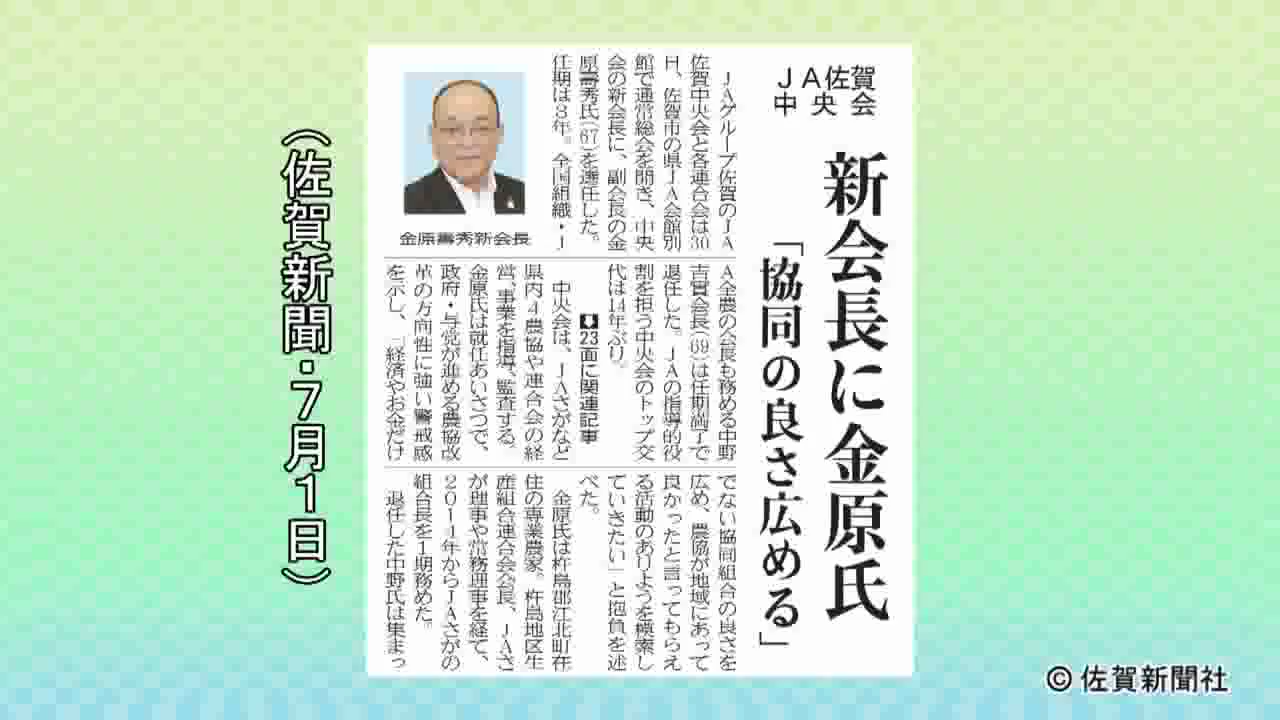 JA佐賀
中央会
新会長に金原氏
「協同の良さ広める」
JAグループ佐賀のJA
佐賀中央会と各連合会は30
日、佐賀市の県JA会館別
館で通常総会を開き、中央
会の新会長に、副会長の金
原壽秀氏(67)を選任した。
任期は3年。全国組織・J
金原壽秀新会長
A全農の会長も務める中野
吉實会長(69)は任期満了で
退任した。JAの指導的役
割を担う中央会のトップ交
代は14年ぶり。
⬇23面に関連記事
中央会は、JAさがなど
県内4農協や連合会の経
営、事業を指導、監査する。
金原氏は就任あいさつで、
政府・与党が進める農協改
革の方向性に強い警戒感
を示し、「経済やお金だけ
でない協同組合の良さを
広め、農協が地域にあって
良かったと言ってもらえ
る活動のありようを模索し
ていきたい」と抱負を述
べた。
金原氏は杵島郡江北町在
住の専業農家。杵島地区生
産組合連合会会長、JAさ
が理事や常務理事を経て、
2014年からJAさがの
組合長を1期務めた。
退任した中野氏は集まっ
(佐賀新聞・7月1日)
© 佐賀新聞社